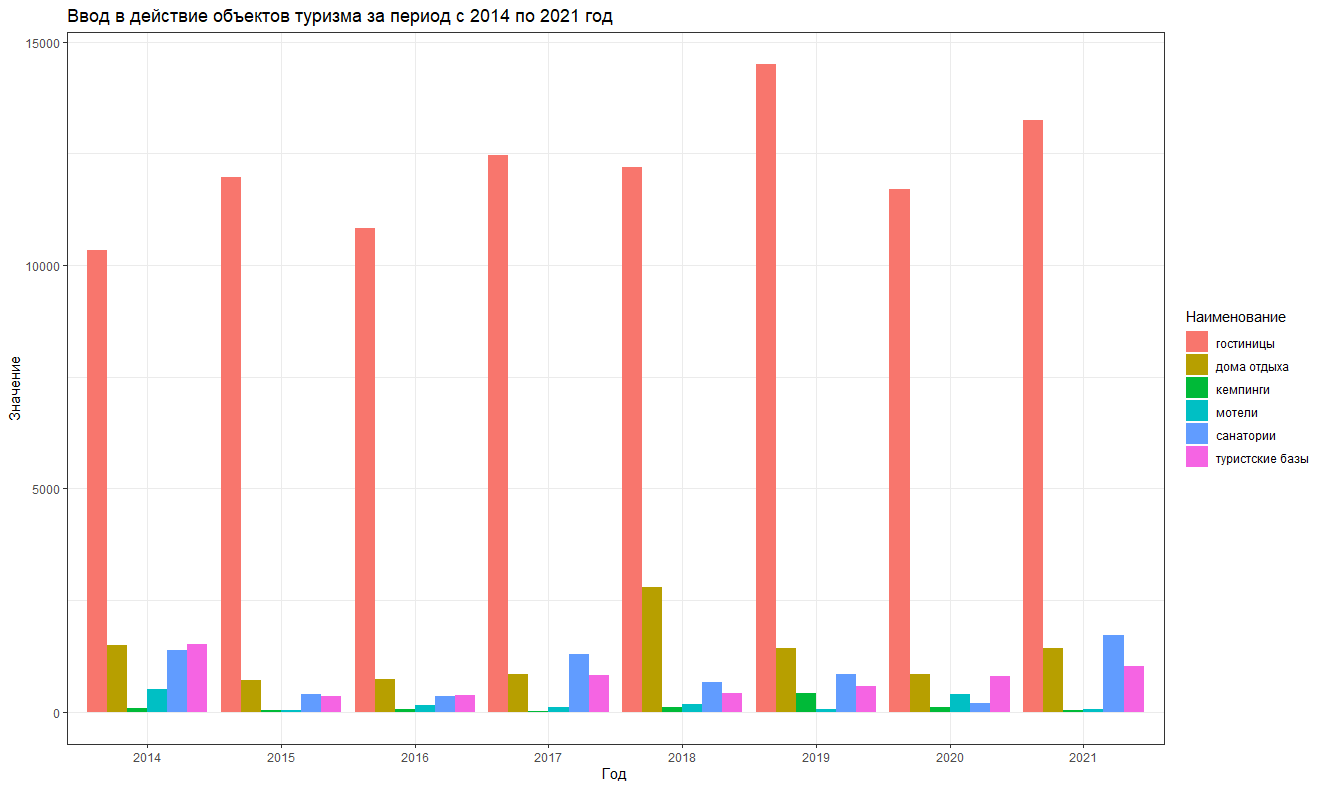 Ввод в действие объектов туризма за период с 2014 по 2021 год
15000
10000
5000
0
Значение
2014 2015 2016 2017 2018 2019 2020 2021
Год
Наименование
гостиницы
дома отдыха
кемпинги
мотели
санатории
туристские базы